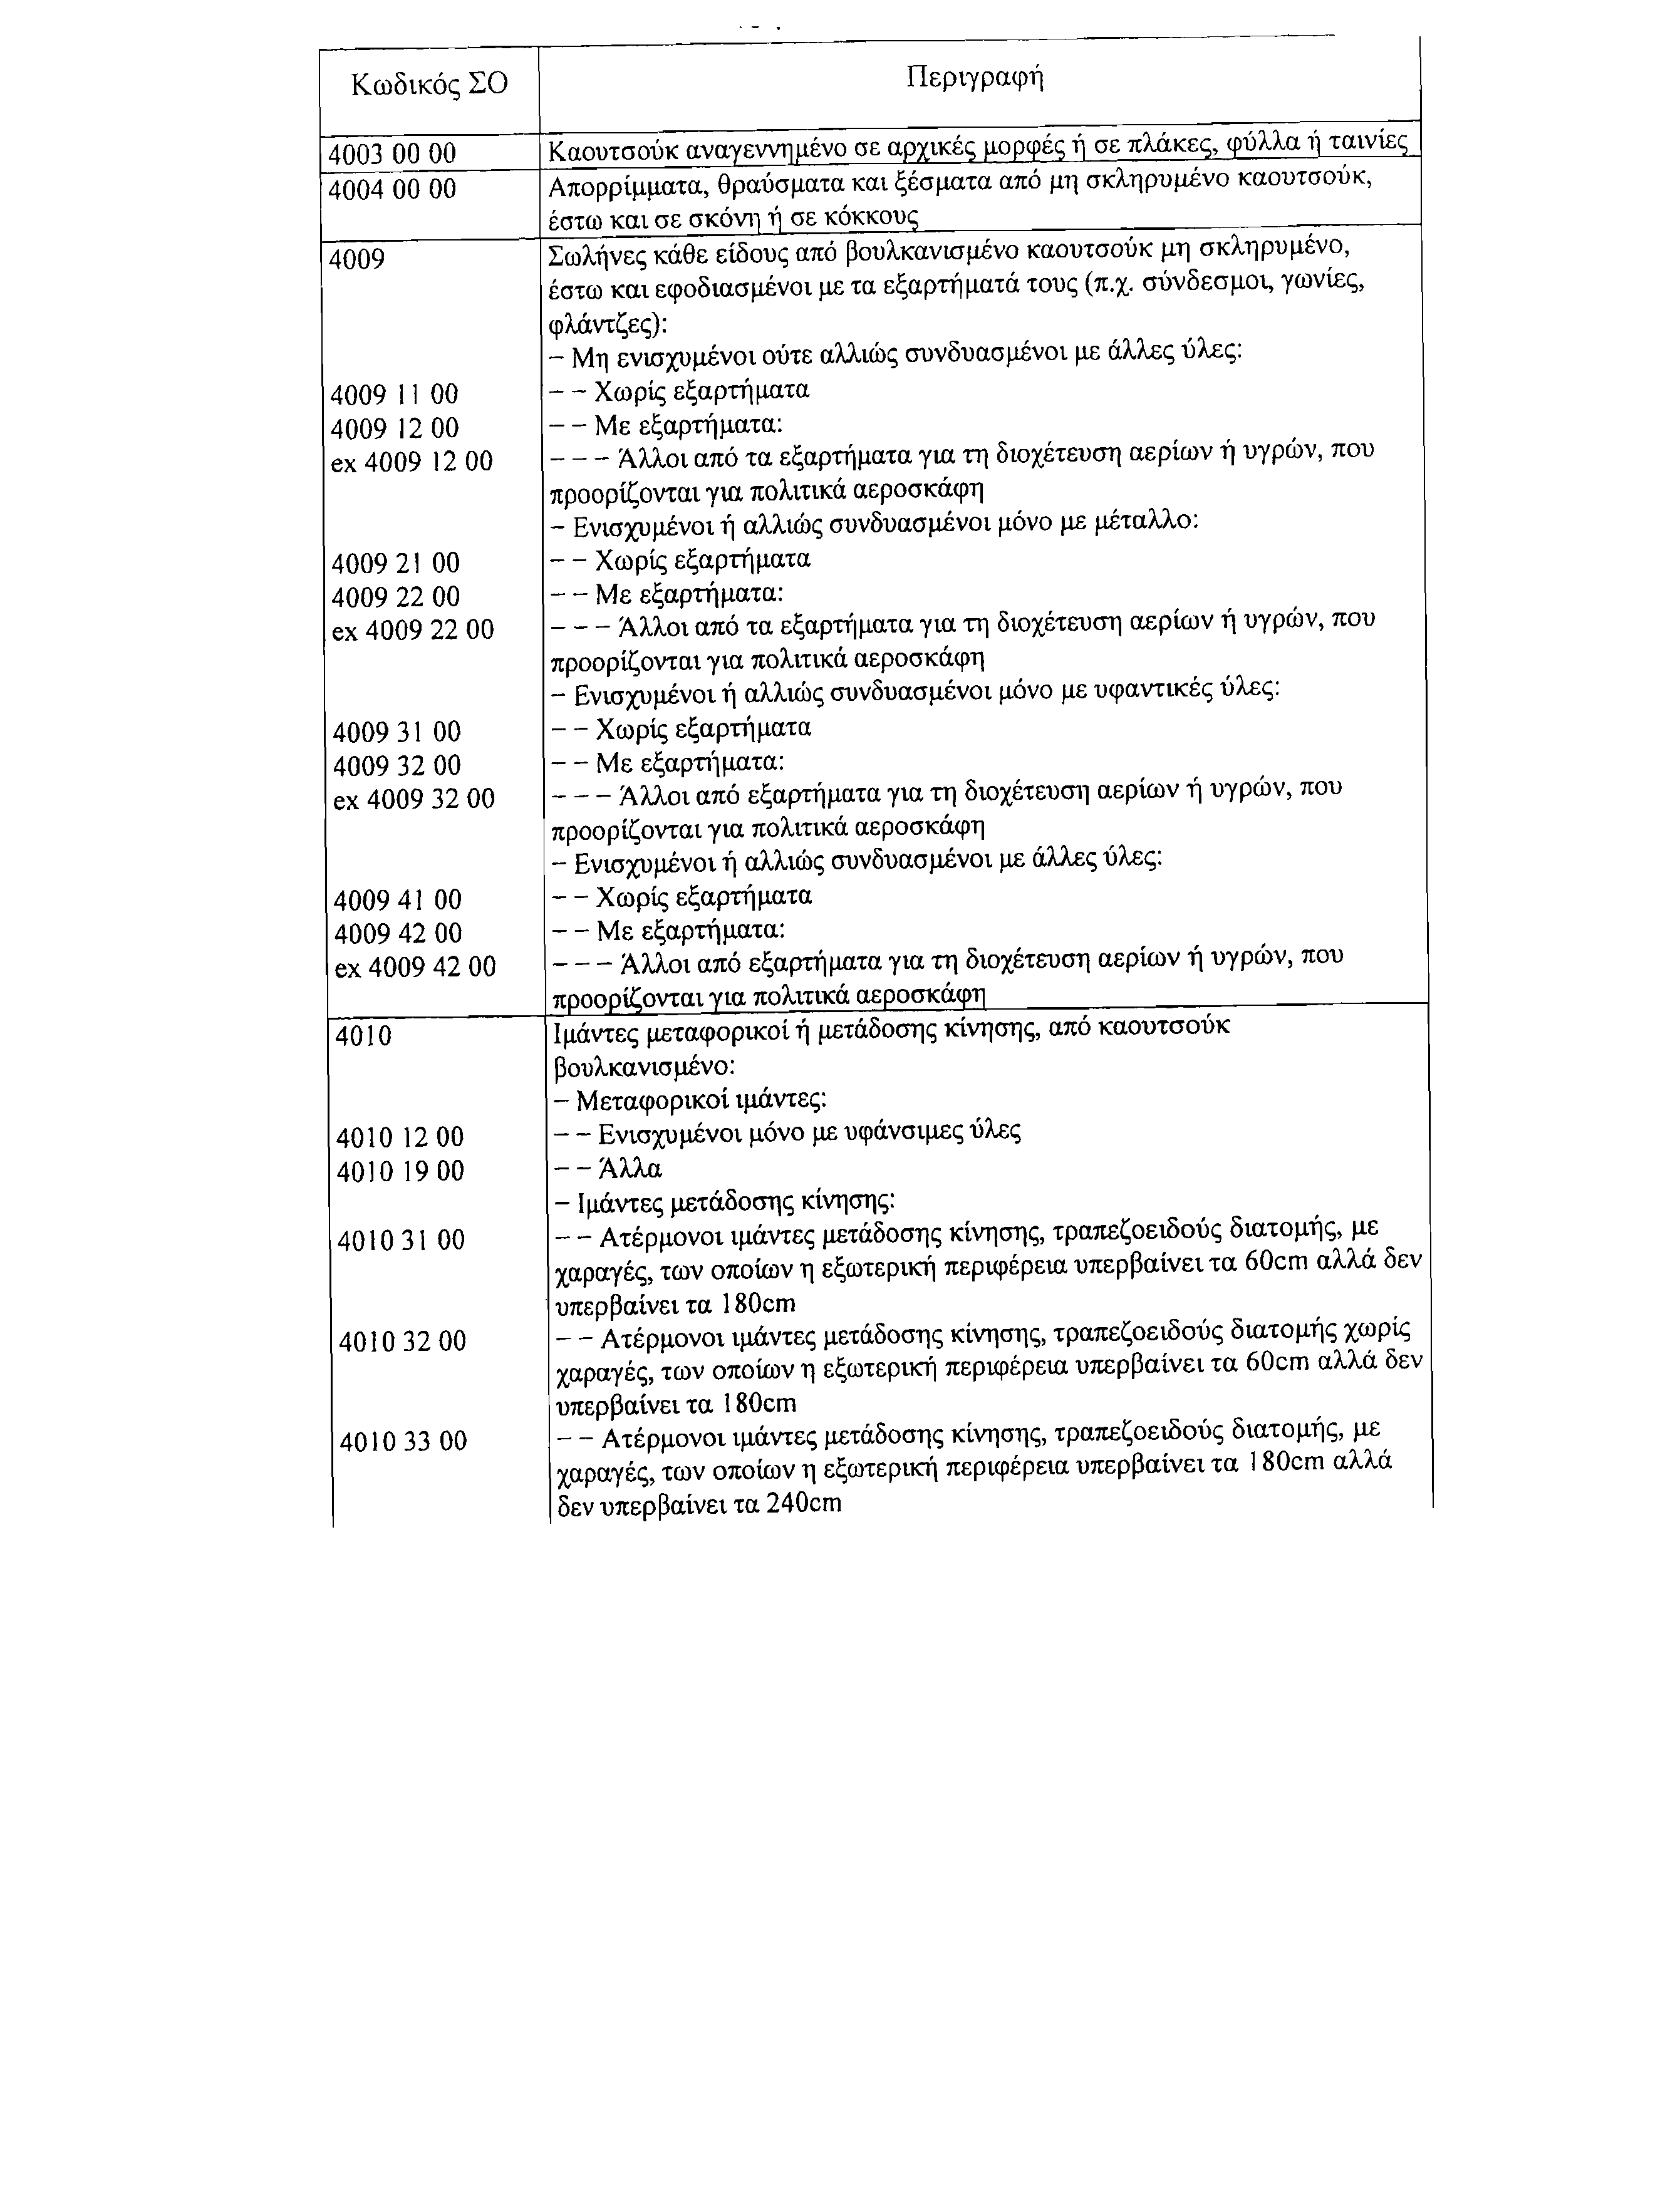 Κωδικός ΣΟ Περιγραφή
4003 00 00 Καουτσούκ αναγεννημένο σε αρχικές μορφές ή σε πλάκες, φύλλα ή ταινίες
4004 00 00 Απορρίμματα, θραύσματα και ξέσματα από μη σκληρυμένο καουτσούκ,
έστω και σε σκόνη ή σε κόκκους
4009 Σωλήνες κάθε είδους από βουλκανισμένο καουτσούκ μη σκληρυμένο,
έστω και εφοδιασμένοι με τα εξαρτήματά τους (π.χ. σύνδεσμοι, γωνίες,
φλάντζες):
– Μη ενισχυμένοι ούτε αλλιώς συνδυασμένοι με άλλες ύλες:
4009 11 00 – – Χωρίς εξαρτήματα
4009 12 00 – – Με εξαρτήματα:
ex 4009 12 00 – – – Άλλοι από τα εξαρτήματα για τη διοχέτευση αερίων ή υγρών, που
προορίζονται για πολιτικά αεροσκάφη
– Ενισχυμένοι ή αλλιώς συνδυασμένοι μόνο με μέταλλο:
4009 21 00 – – Χωρίς εξαρτήματα
4009 22 00 – – Με εξαρτήματα:
ex 4009 22 00 – – – Άλλοι από τα εξαρτήματα για τη διοχέτευση αερίων ή υγρών, που
προορίζονται για πολιτικά αεροσκάφη
– Ενισχυμένοι ή αλλιώς συνδυασμένοι μόνο με υφαντικές ύλες:
4009 31 00 – – Χωρίς εξαρτήματα
4009 32 00 – – Με εξαρτήματα:
ex 4009 32 00 – – – Άλλοι από εξαρτήματα για τη διοχέτευση αερίων ή υγρών, που
προορίζονται για πολιτικά αεροσκάφη
– Ενισχυμένοι ή αλλιώς συνδυασμένοι με άλλες ύλες:
4009 41 00 – – Χωρίς εξαρτήματα
4009 42 00 – – Με εξαρτήματα:
ex 4009 42 00 – – – Άλλοι από εξαρτήματα για τη διοχέτευση αερίων ή υγρών, που
προορίζονται για πολιτικά αεροσκάφη
4010 Ιμάντες μεταφορικοί ή μετάδοσης κίνησης, από καουτσούκ
βουλκανισμένο:
– Μεταφορικοί ιμάντες:
4010 12 00 – – Ενισχυμένοι μόνο με υφάνσιμες ύλες
4010 19 00 – – Άλλα
– Ιμάντες μετάδοσης κίνησης:
4010 31 00 – – Ατέρμονοι ιμάντες μετάδοσης κίνησης, τραπεζοειδούς διατομής, με
χαραγές, των οποίων η εξωτερική περιφέρεια υπερβαίνει τα 60cm αλλά δεν
υπερβαίνει τα 180cm
4010 32 00 – – Ατέρμονοι ιμάντες μετάδοσης κίνησης, τραπεζοειδούς διατομής χωρίς
χαραγές, των οποίων η εξωτερική περιφέρεια υπερβαίνει τα 60cm αλλά δεν
υπερβαίνει τα 180cm
4010 33 00 – – Ατέρμονοι ιμάντες μετάδοσης κίνησης, τραπεζοειδούς διατομής, με
χαραγές, των οποίων η εξωτερική περιφέρεια υπερβαίνει τα 180cm αλλά
δεν υπερβαίνει τα 240cm